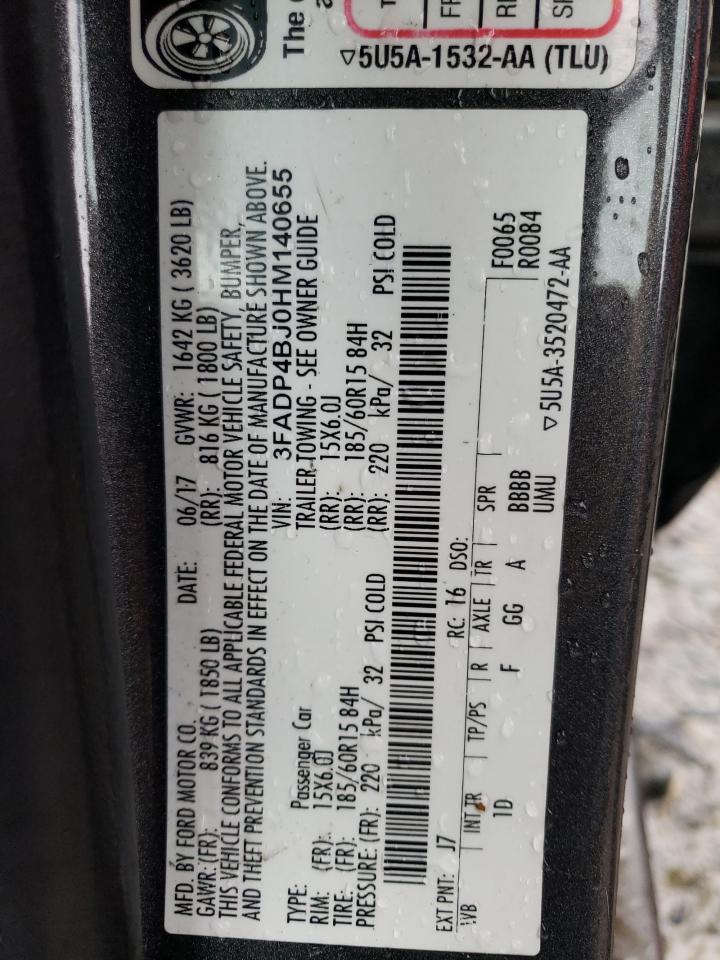 The
a
T
FR
RE
SP
▽5U5A-1532-AA (TLU)
MFD. BY FORD MOTOR CO. DATE: 06/17 GVWR: 1642 KG ( 3620 LB)
GAWR: (FR): 839 KG ( 1850 LB) (RR): 816 KG ( 1800 LB)
THIS VEHICLE CONFORMS TO ALL APPLICABLE FEDERAL MOTOR VEHICLE SAFETY, BUMPER,
AND THEFT PREVENTION STANDARDS IN EFFECT ON THE DATE OF MANUFACTURE SHOWN ABOVE.
VIN: 3FADP4BJ0HM140655
TYPE: Passenger Car TRAILER TOWING - SEE OWNER GUIDE
RIM: (FR): 15X6.0J (RR): 15X6.0J
TIRE: (FR): 185/60R15 84H (RR): 185/60R15 84H
PRESSURE: (FR): 220 kPa/ 32 PSI COLD (RR): 220 kPa/ 32 PSI COLD
EXT PNT: J7 RC: 16 DSO: F0065
WB INT TR TP/PS R AXLE TR SPR R0084
1D F GG A BBBB
UMU
▽5U5A-3520472-AA